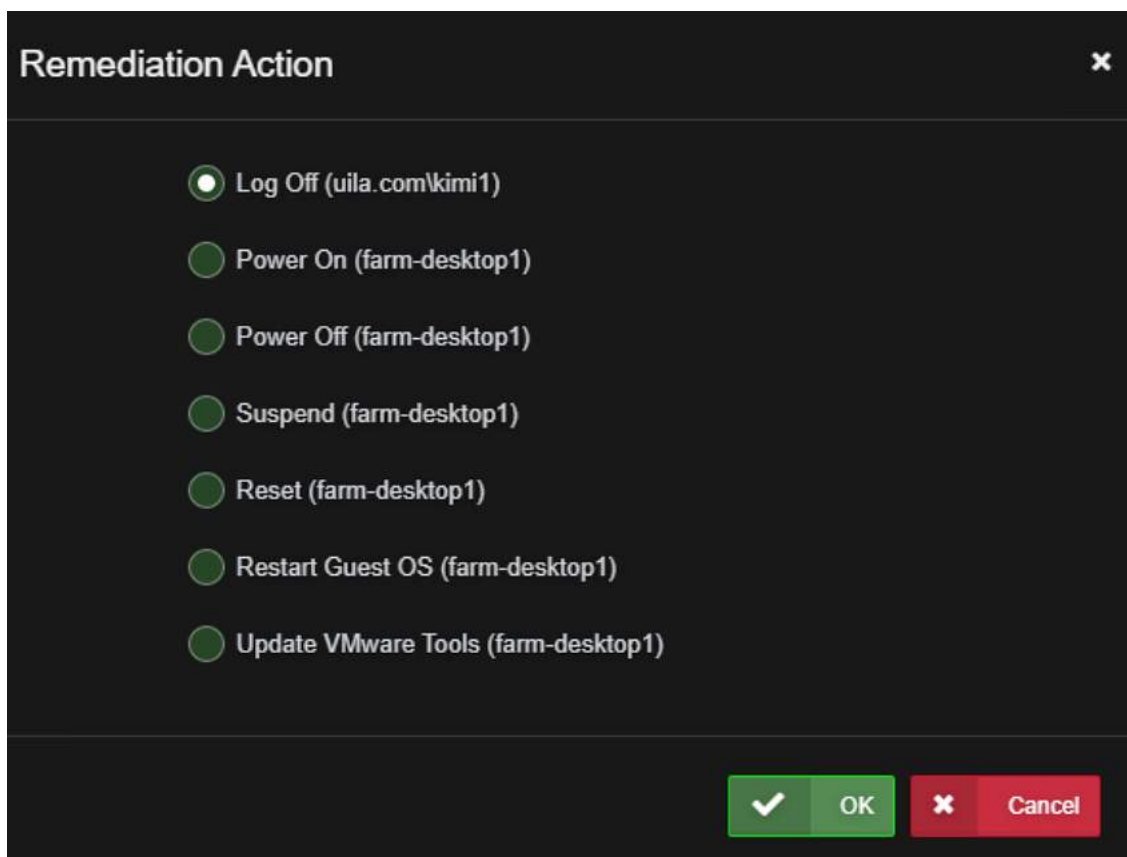 Remediation Action
Log Off (uila.com\kimi1)
Power On (farm-desktop1)
Power Off (farm-desktop1)
Suspend (farm-desktop1)
Reset (farm-desktop1)
Restart Guest OS (farm-desktop1)
Update VMware Tools (farm-desktop1)
OK Cancel